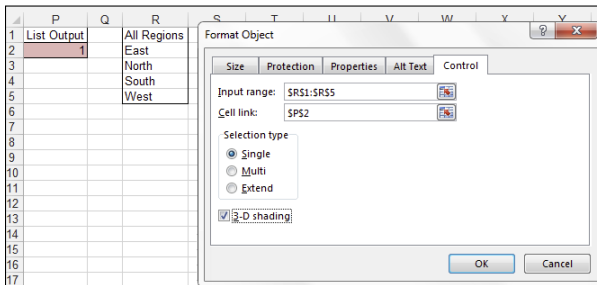 P Q R S T U V W X Y
1 List Output All Regions
2 1 East
3 North
4 South
5 West
6
7
8
9
10
11
12
13
14
15
16
17
Format Object
? X
Size Protection Properties Alt Text Control
Input range: $R$1:$R$5
Cell link: $P$2
Selection type
Single
Multi
Extend
3-D shading
OK Cancel